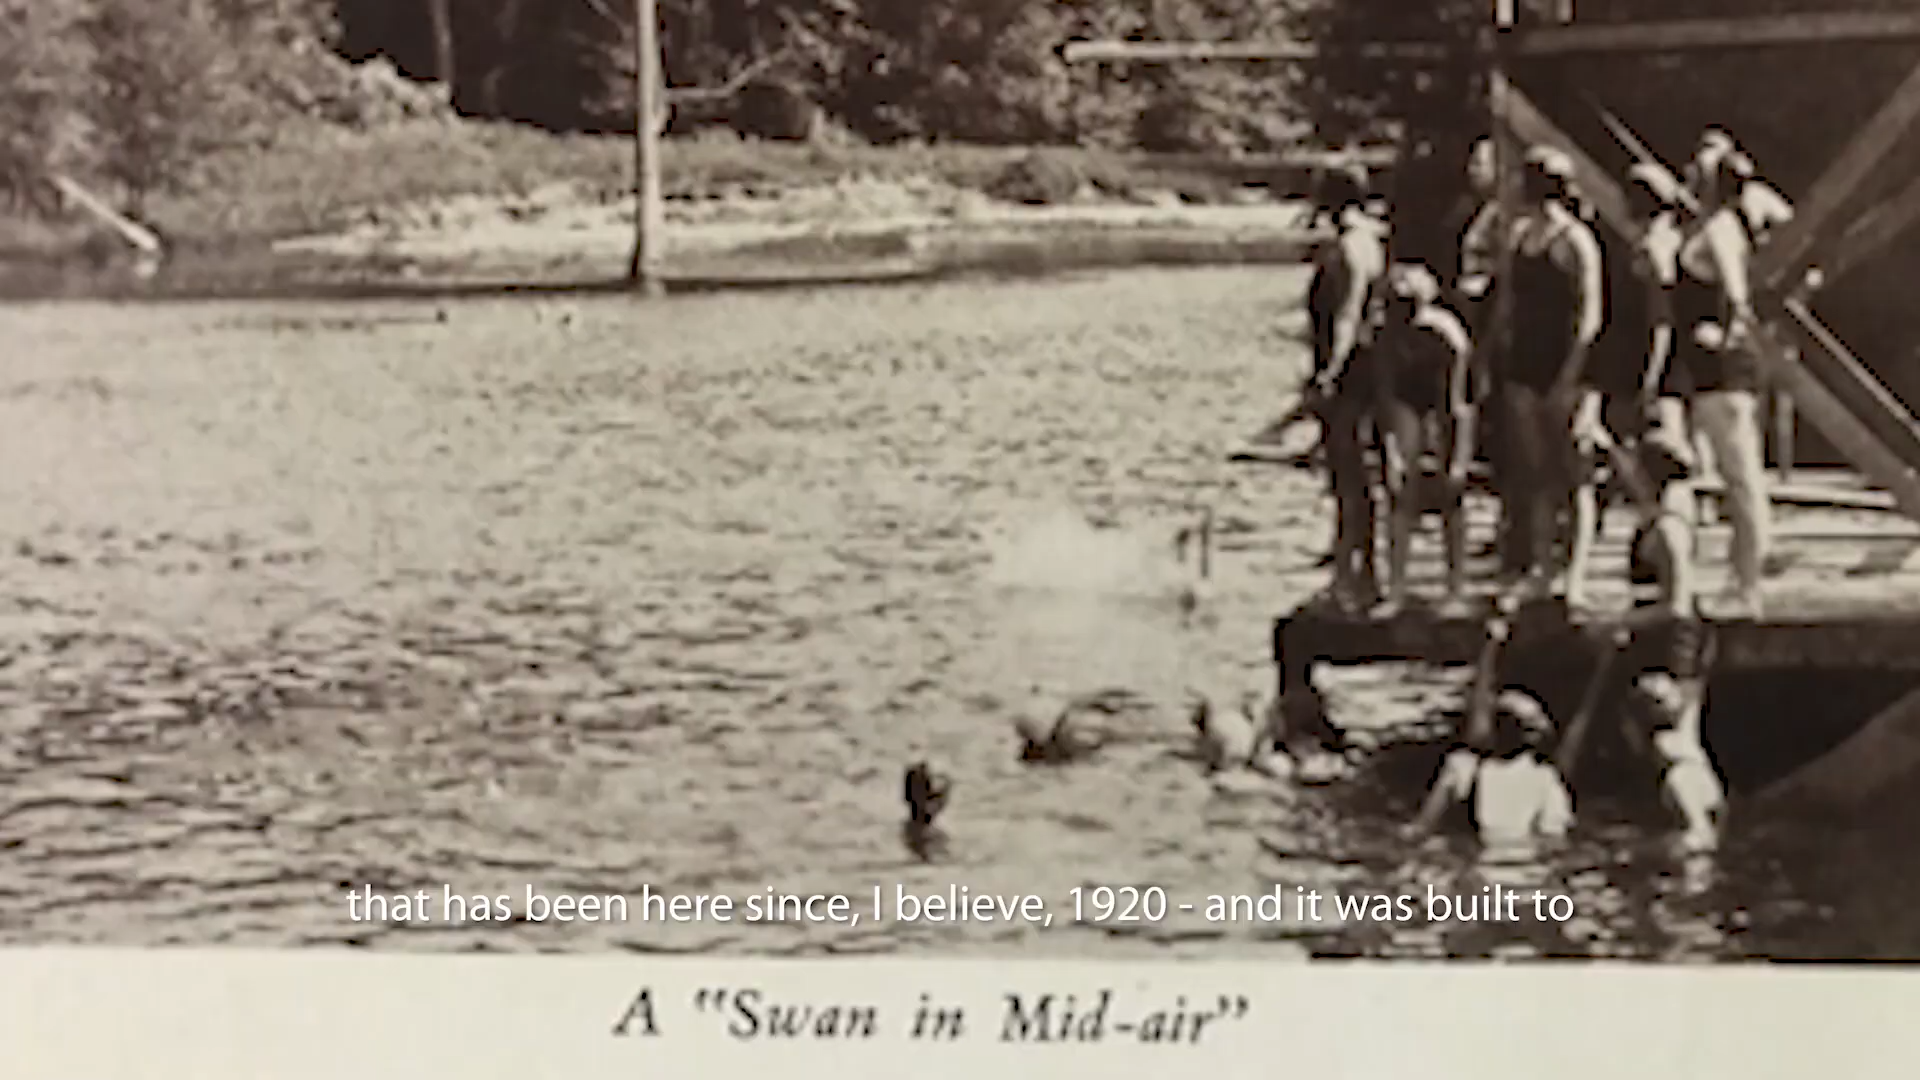 that has been here since, I believe, 1920 - and it was built to
A "Swan in Mid-air"